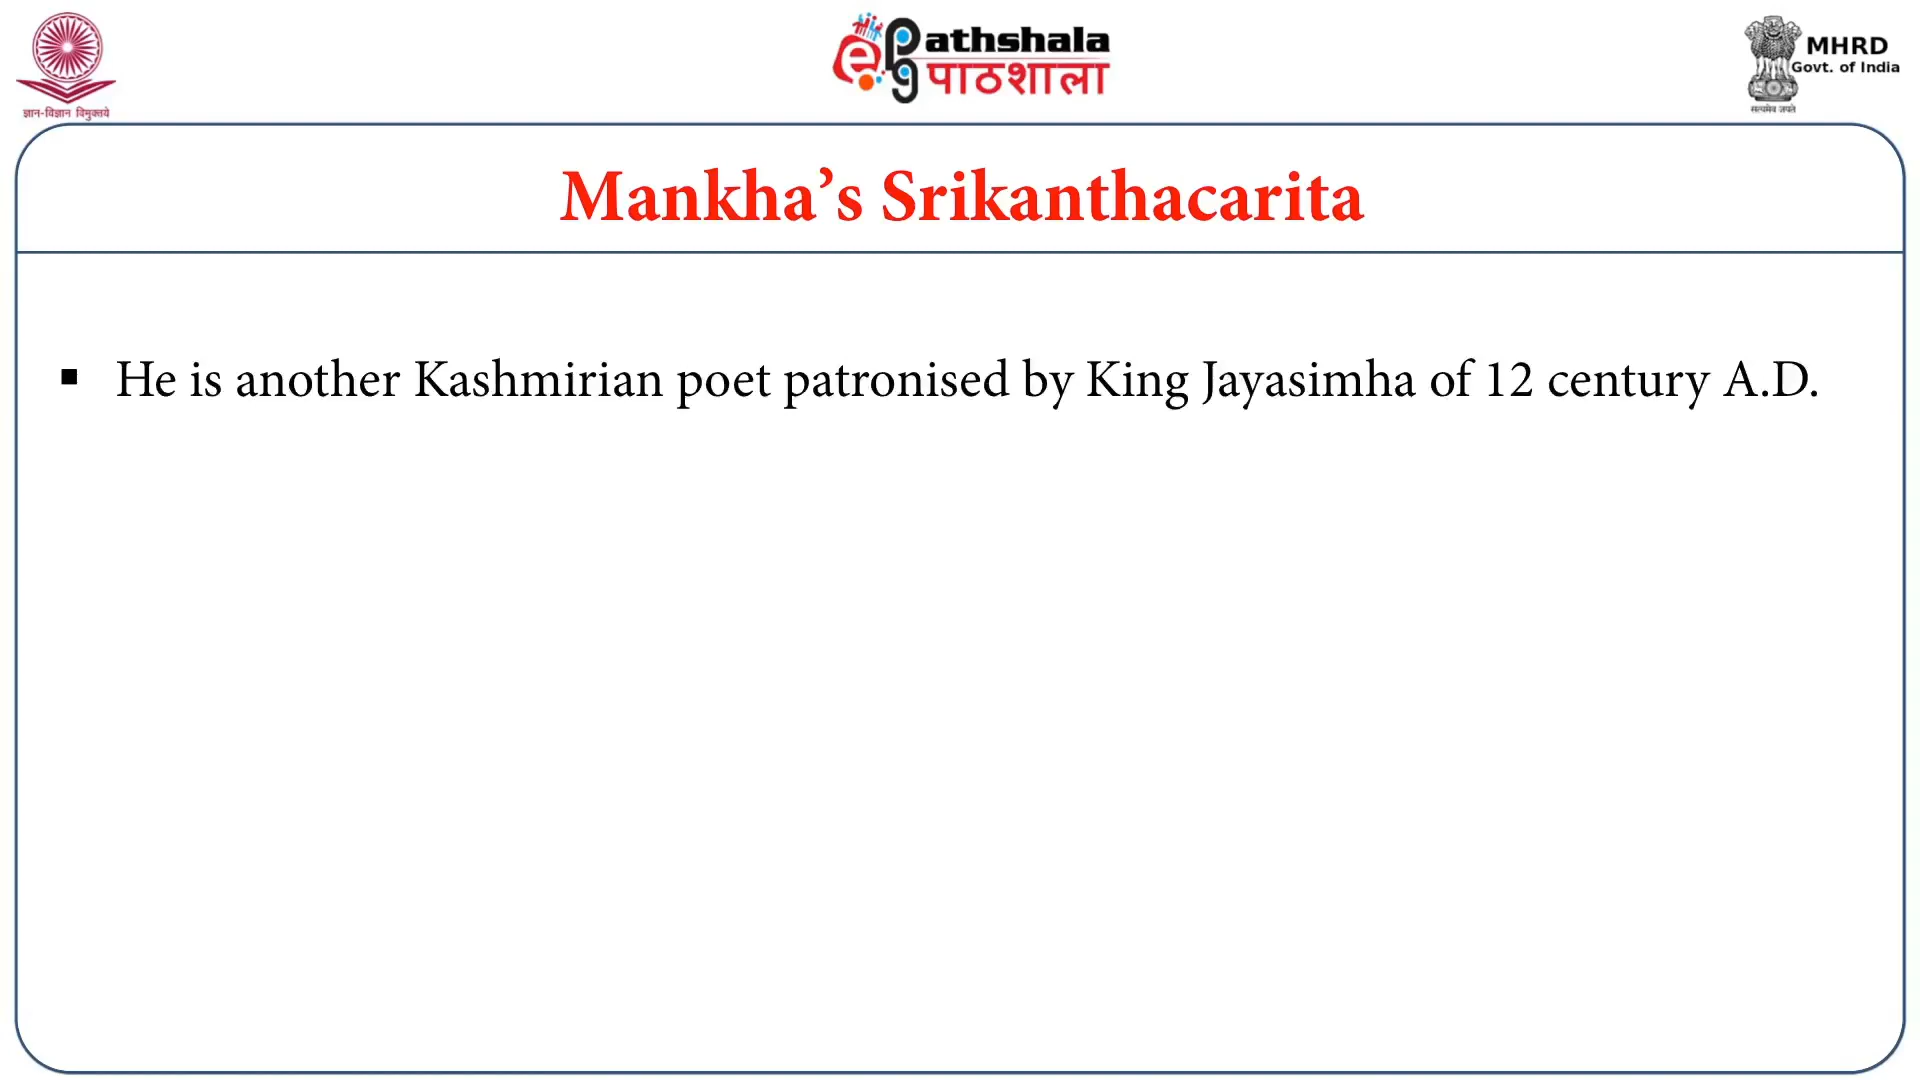 ज्ञान-विज्ञान विमुक्तये
ePg Pathshala
पाठशाला
MHRD
Govt. of India
सत्यमेव जयते
Mankha’s Srikanthacarita
▪ He is another Kashmirian poet patronised by King Jayasimha of 12 century A.D.